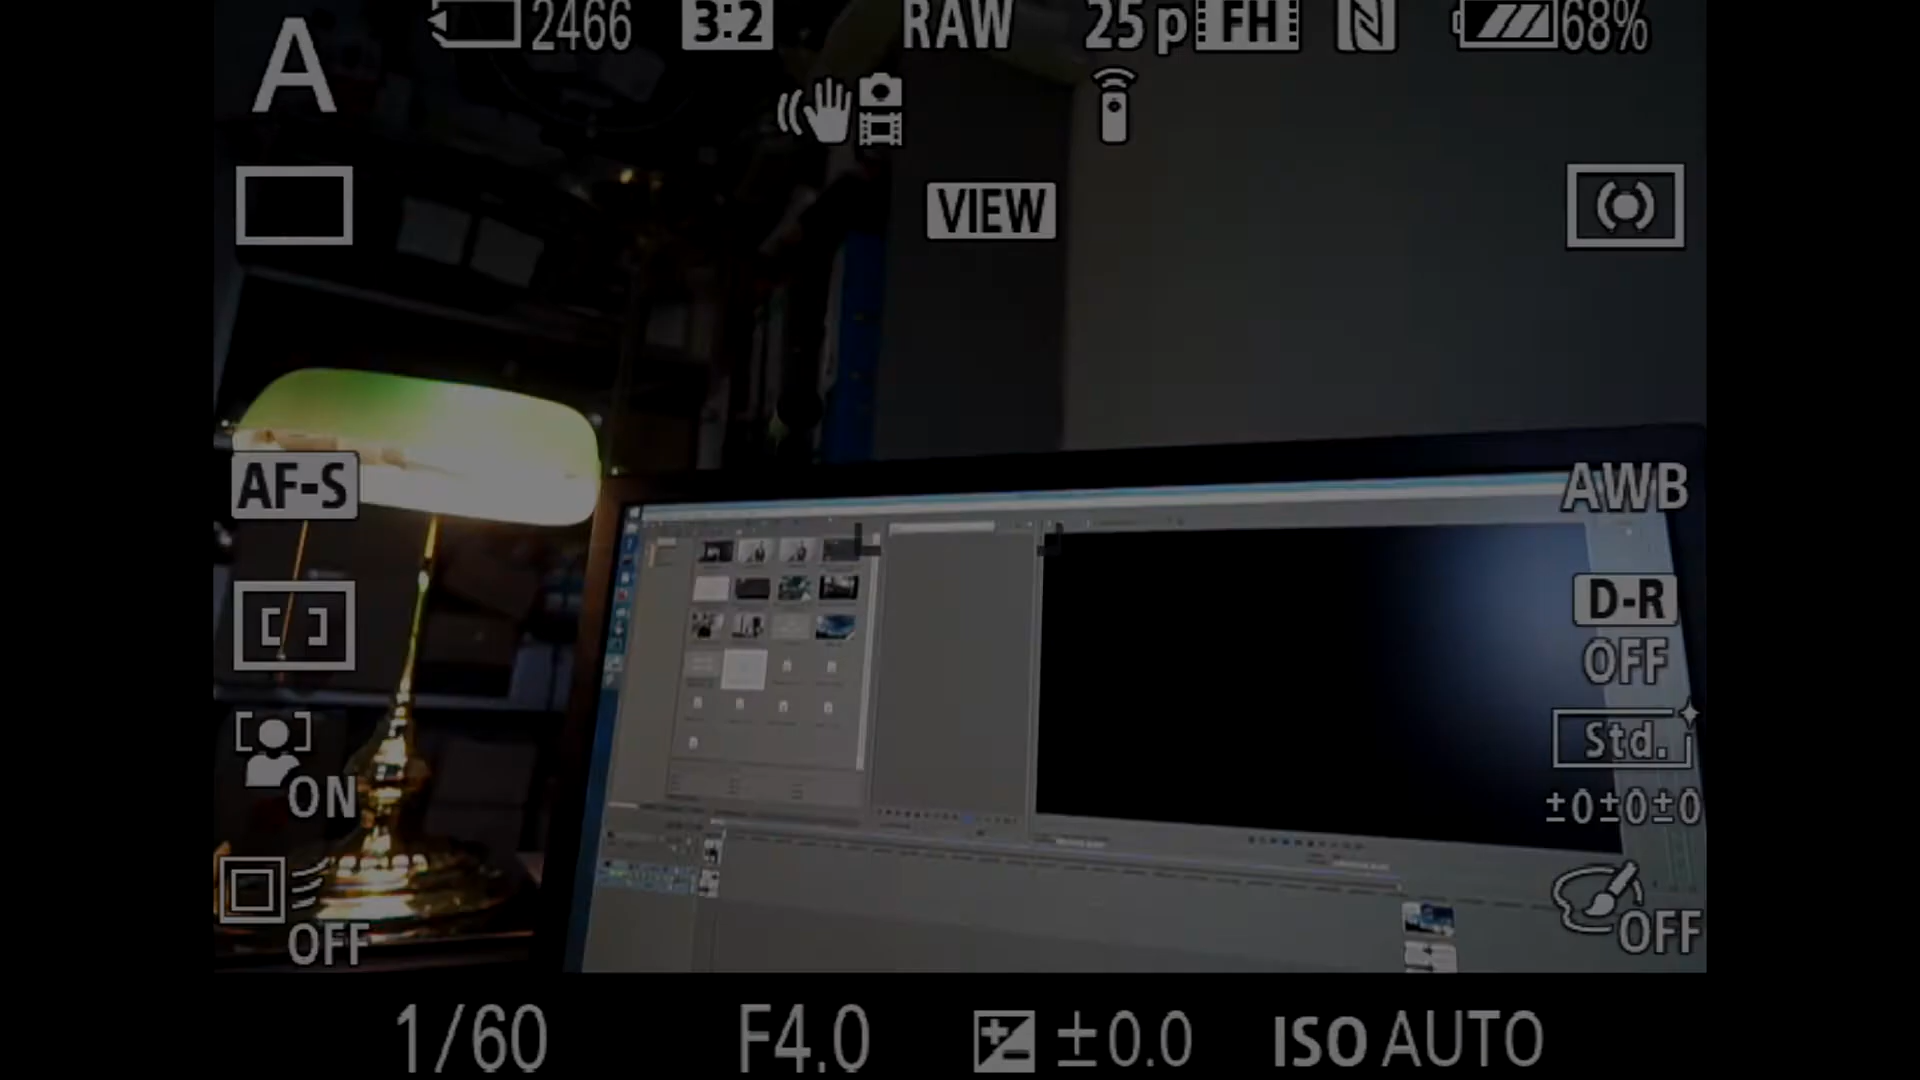 A 2466 3:2 RAW 25p FH N 68%
VIEW
AF-S AWB
D-R
OFF
Std.
ON ±0±0±0
OFF OFF
1/60 F4.0 ±0.0 ISO AUTO